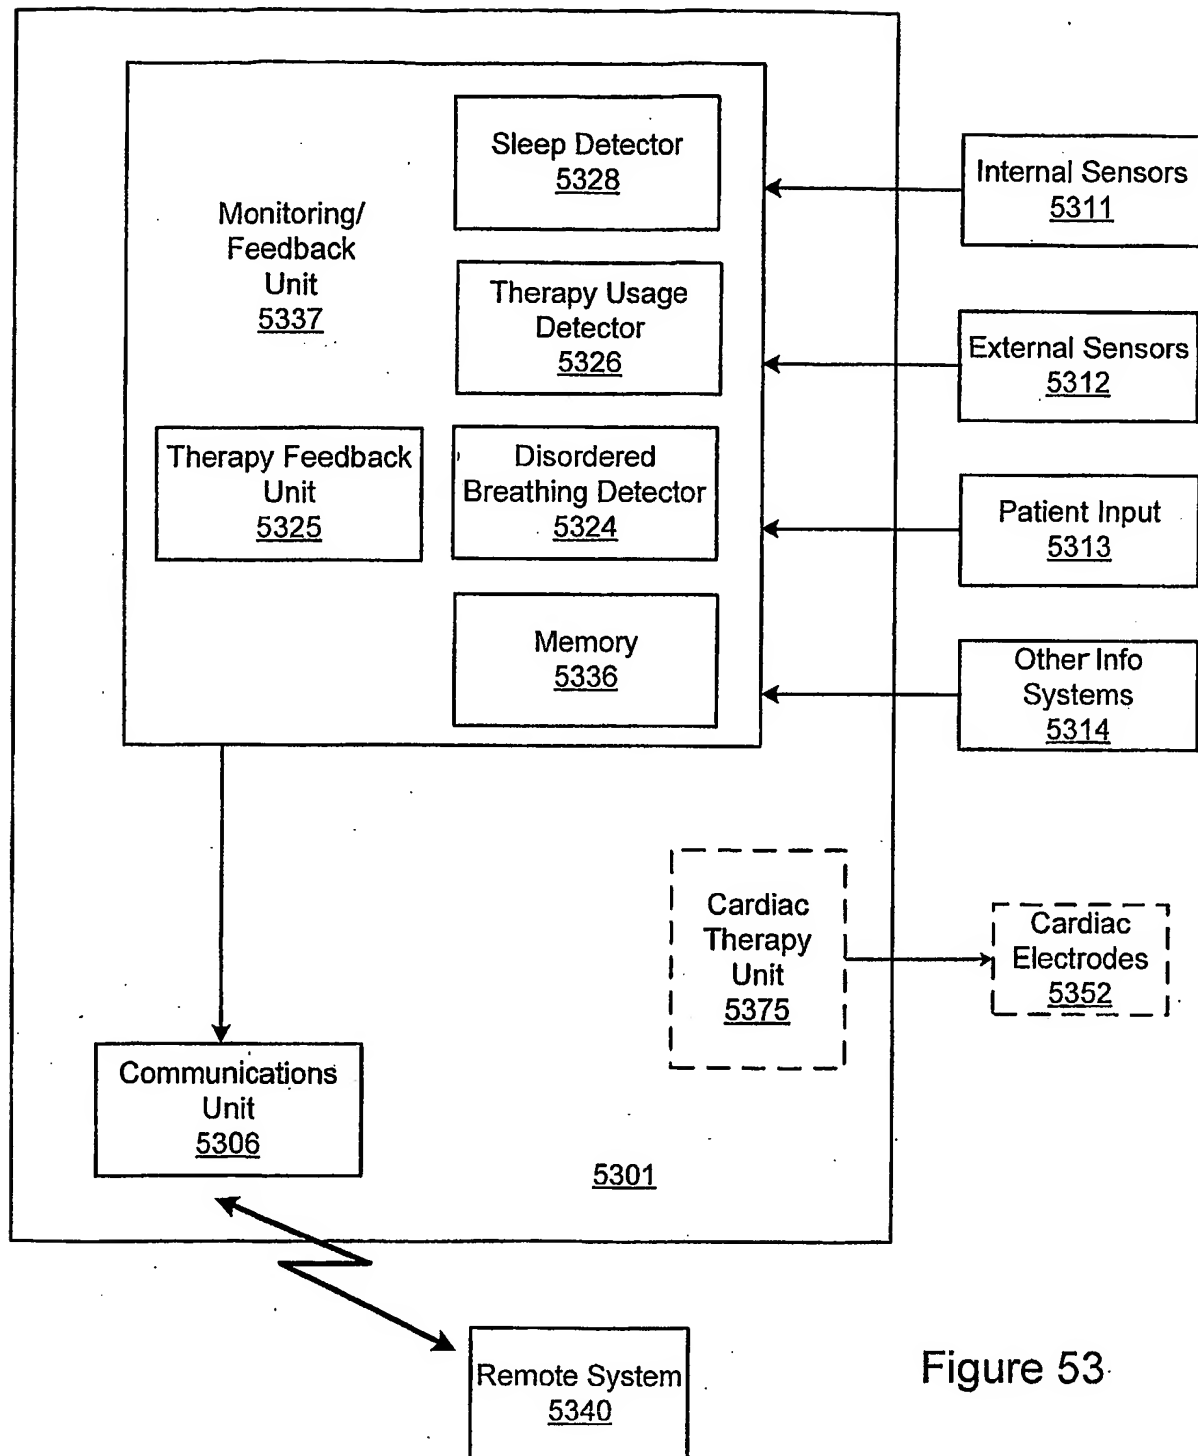 Sleep Detector
5328
Monitoring/
Feedback
Unit
5337
Therapy Usage
Detector
5326
Therapy Feedback
Unit
5325
Disordered
Breathing Detector
5324
Memory
5336
Internal Sensors
5311
External Sensors
5312
Patient Input
5313
Other Info
Systems
5314
Cardiac
Therapy
Unit
5375
Cardiac
Electrodes
5352
Communications
Unit
5306
5301
Remote System
5340
Figure 53